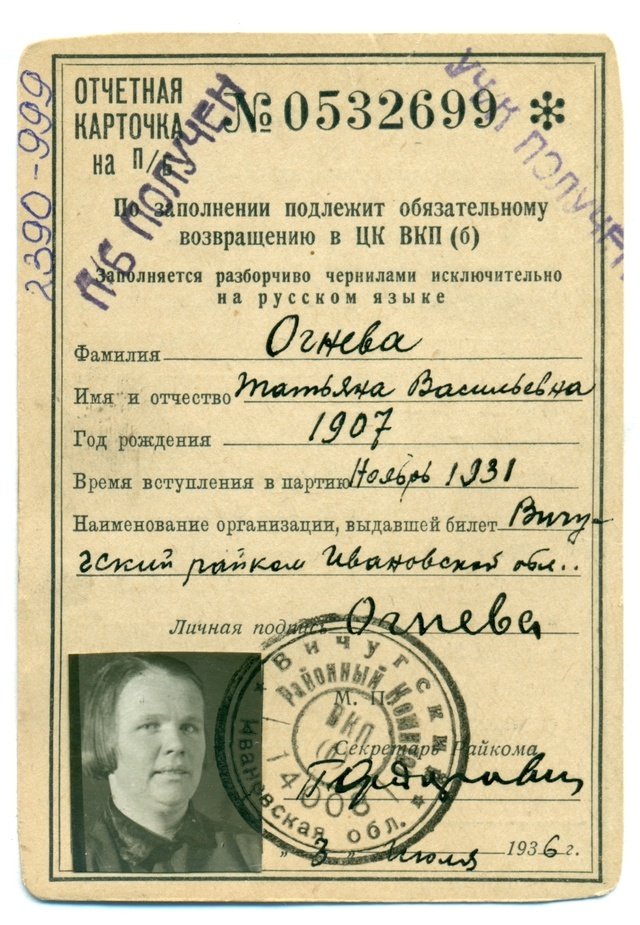 2390-999
ОТЧЕТНАЯ
КАРТОЧКА
на п/б
№ 0532699 *
П/Б ПОЛУЧЕН
По заполнении подлежит обязательному
возвращению в ЦК ВКП (б)
Заполняется разборчиво чернилами исключительно
на русском языке
Фамилия Огнева
Имя и отчество Татьяна Васильевна
Год рождения 1907
Время вступления в партию Ноябрь 1931
Наименование организации, выдавшей билет Вичу-
гский райком Ивановской обл..
Личная подпись Огнева
Вичугский
Районный Комитет
ВКП
Ивановская обл.
М. П.
Секретарь Райкома
„ 3 „ Июля 1936 г.